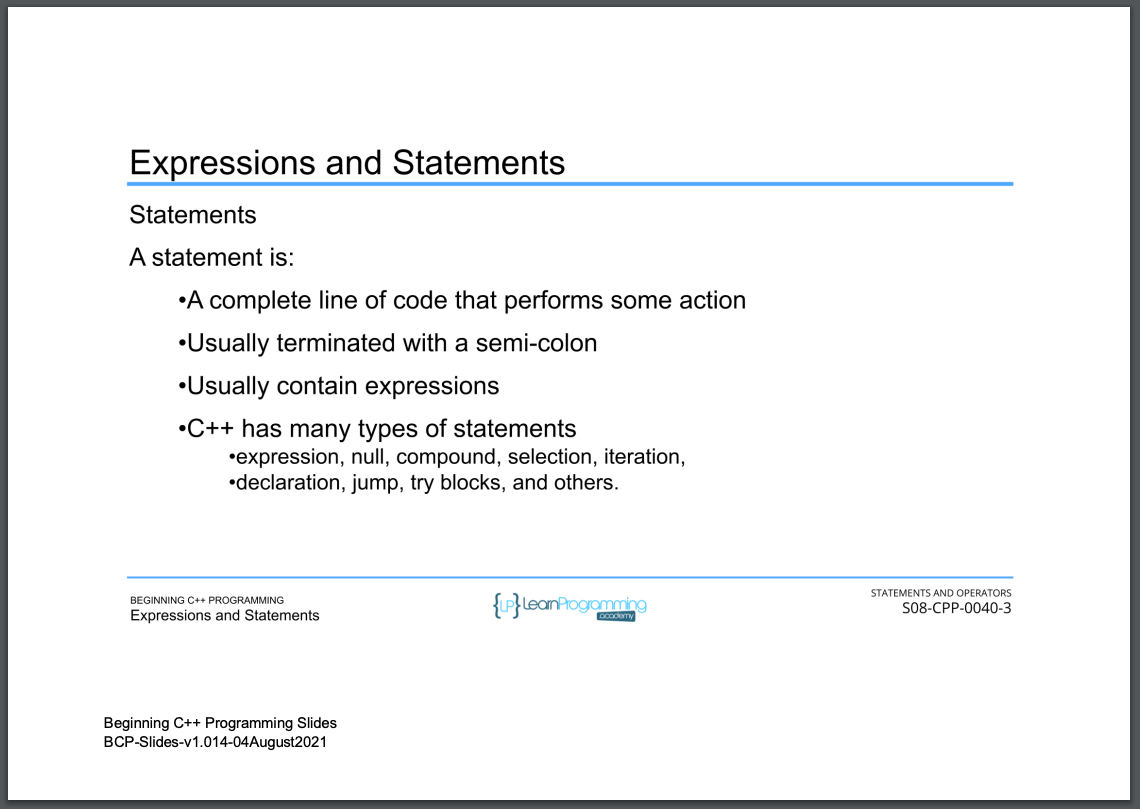 Expressions and Statements
Statements
A statement is:
•A complete line of code that performs some action
•Usually terminated with a semi-colon
•Usually contain expressions
•C++ has many types of statements
•expression, null, compound, selection, iteration,
•declaration, jump, try blocks, and others.
BEGINNING C++ PROGRAMMING
Expressions and Statements
{LP} LearnProgramming
academy
STATEMENTS AND OPERATORS
S08-CPP-0040-3
Beginning C++ Programming Slides
BCP-Slides-v1.014-04August2021